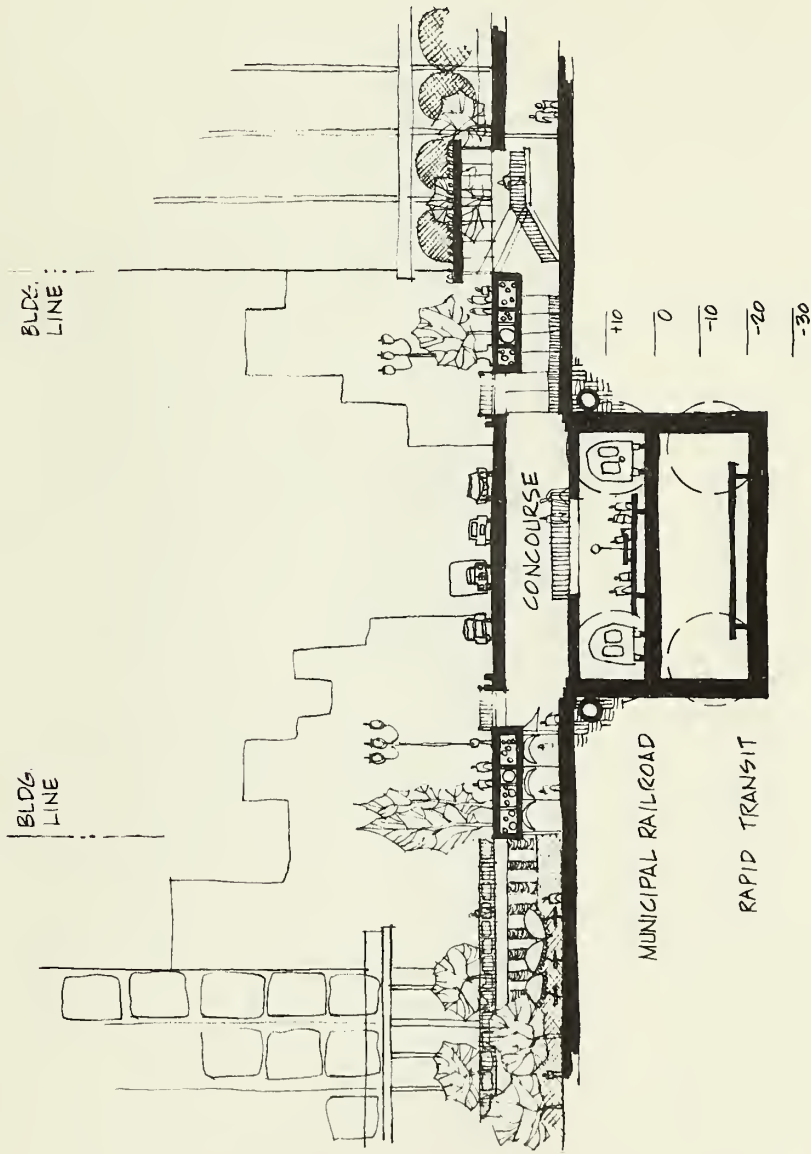 BLDG.
LINE
BLDG.
LINE
CONCOURSE
MUNICIPAL RAILROAD
RAPID TRANSIT
+10
0
-10
-20
-30